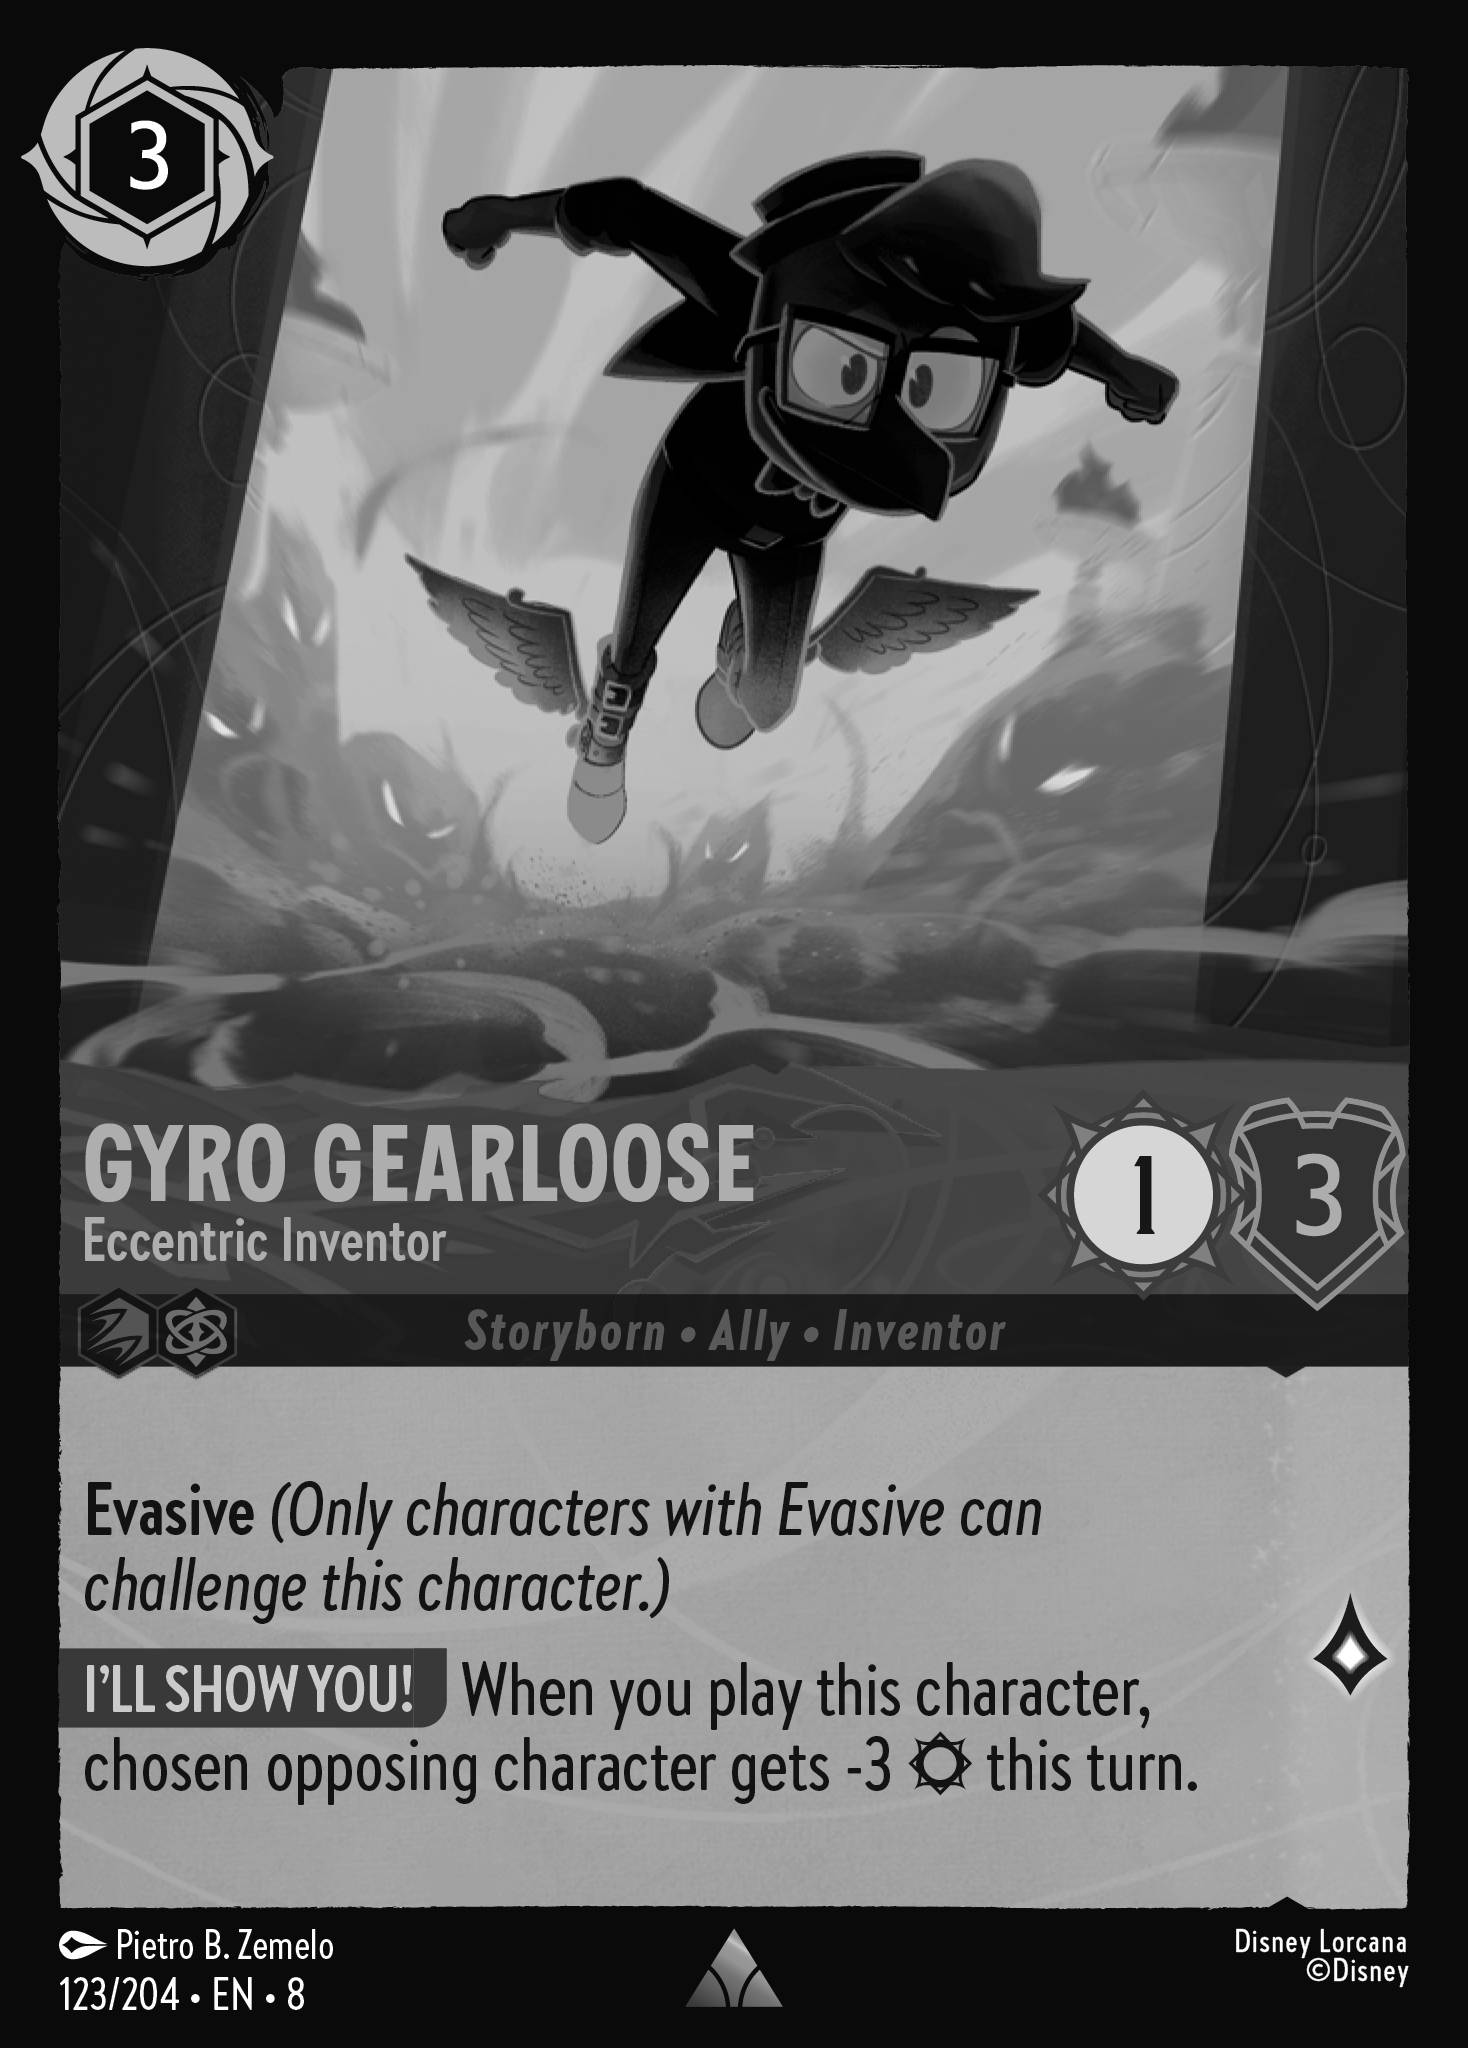 3
GYRO GEARLOOSE
Eccentric Inventor
1 3
Storyborn • Ally • Inventor
Evasive (Only characters with Evasive can
challenge this character.)
I'LL SHOW YOU! When you play this character,
chosen opposing character gets -3 this turn.
Pietro B. Zemelo
123/204 • EN • 8
Disney Lorcana
©Disney